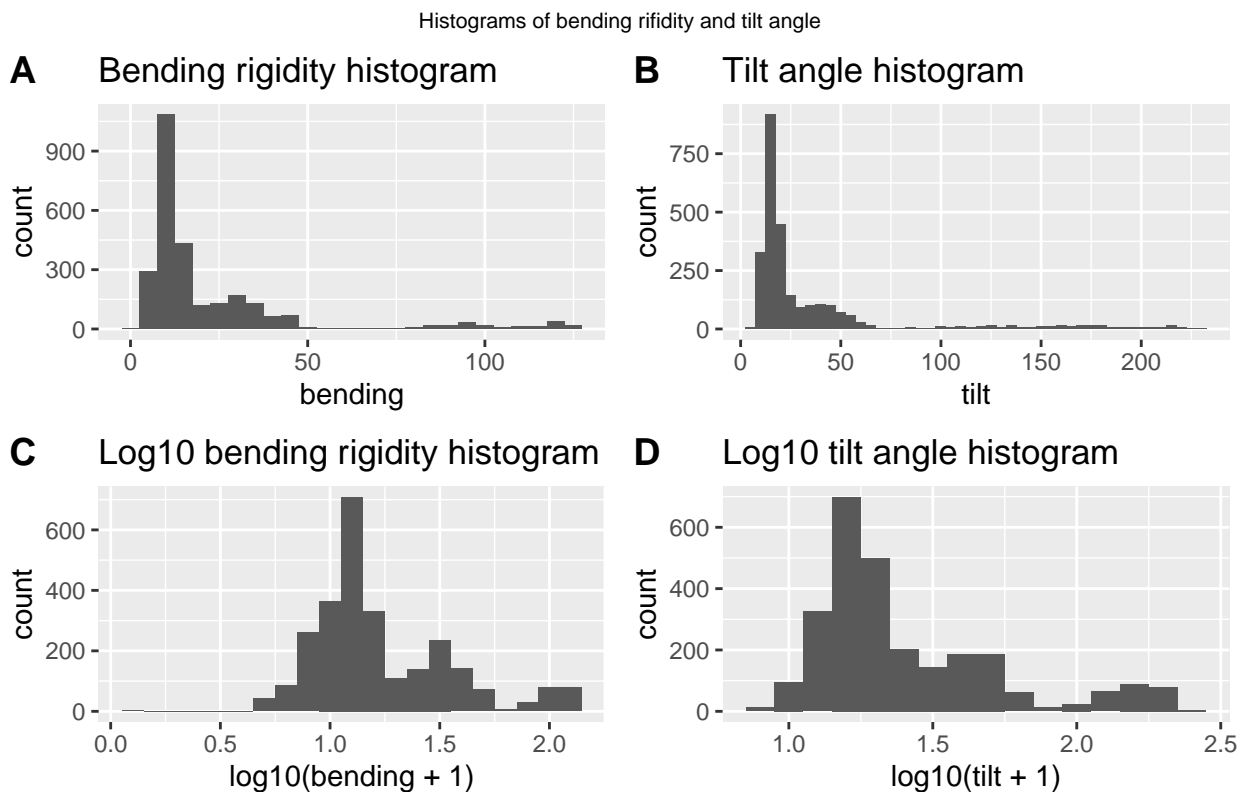 Histograms of bending rifidity and tilt angle
A Bending rigidity histogram
900
600
300
0
count
0 50 100
bending
B Tilt angle histogram
750
500
250
0
count
0 50 100 150 200
tilt
C Log10 bending rigidity histogram
600
400
200
0
count
0.0 0.5 1.0 1.5 2.0
log10(bending + 1)
D Log10 tilt angle histogram
600
400
200
0
count
1.0 1.5 2.0 2.5
log10(tilt + 1)